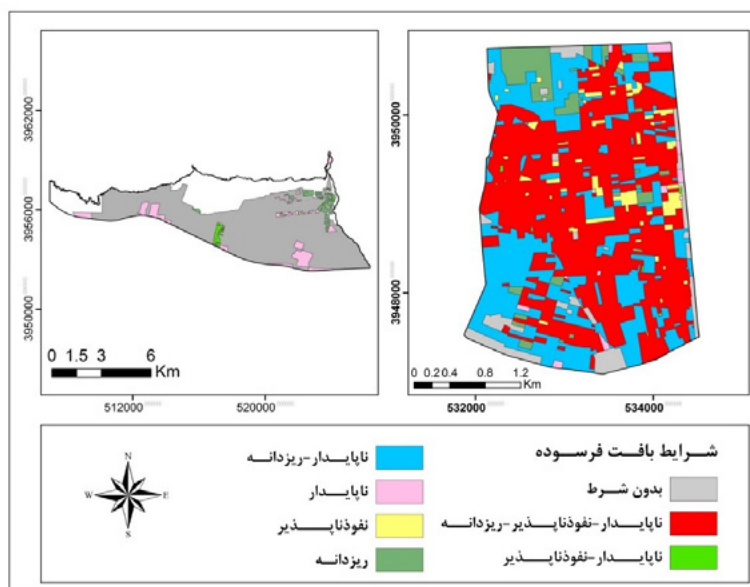 3962000
3956000
3950000
0 1.5 3 6
Km
512000 520000
3950000
3948000
0 0.2 0.4 0.8 1.2
Km
532000 534000
شرایط بافت فرسوده
بدون شرط
ناپایدار-نفوذناپذیر-ریزدانه
ناپایدار-نفوذناپذیر
ناپایدار-ریزدانه
ناپایدار
نفوذناپذیر
ریزدانه
N
W E
S